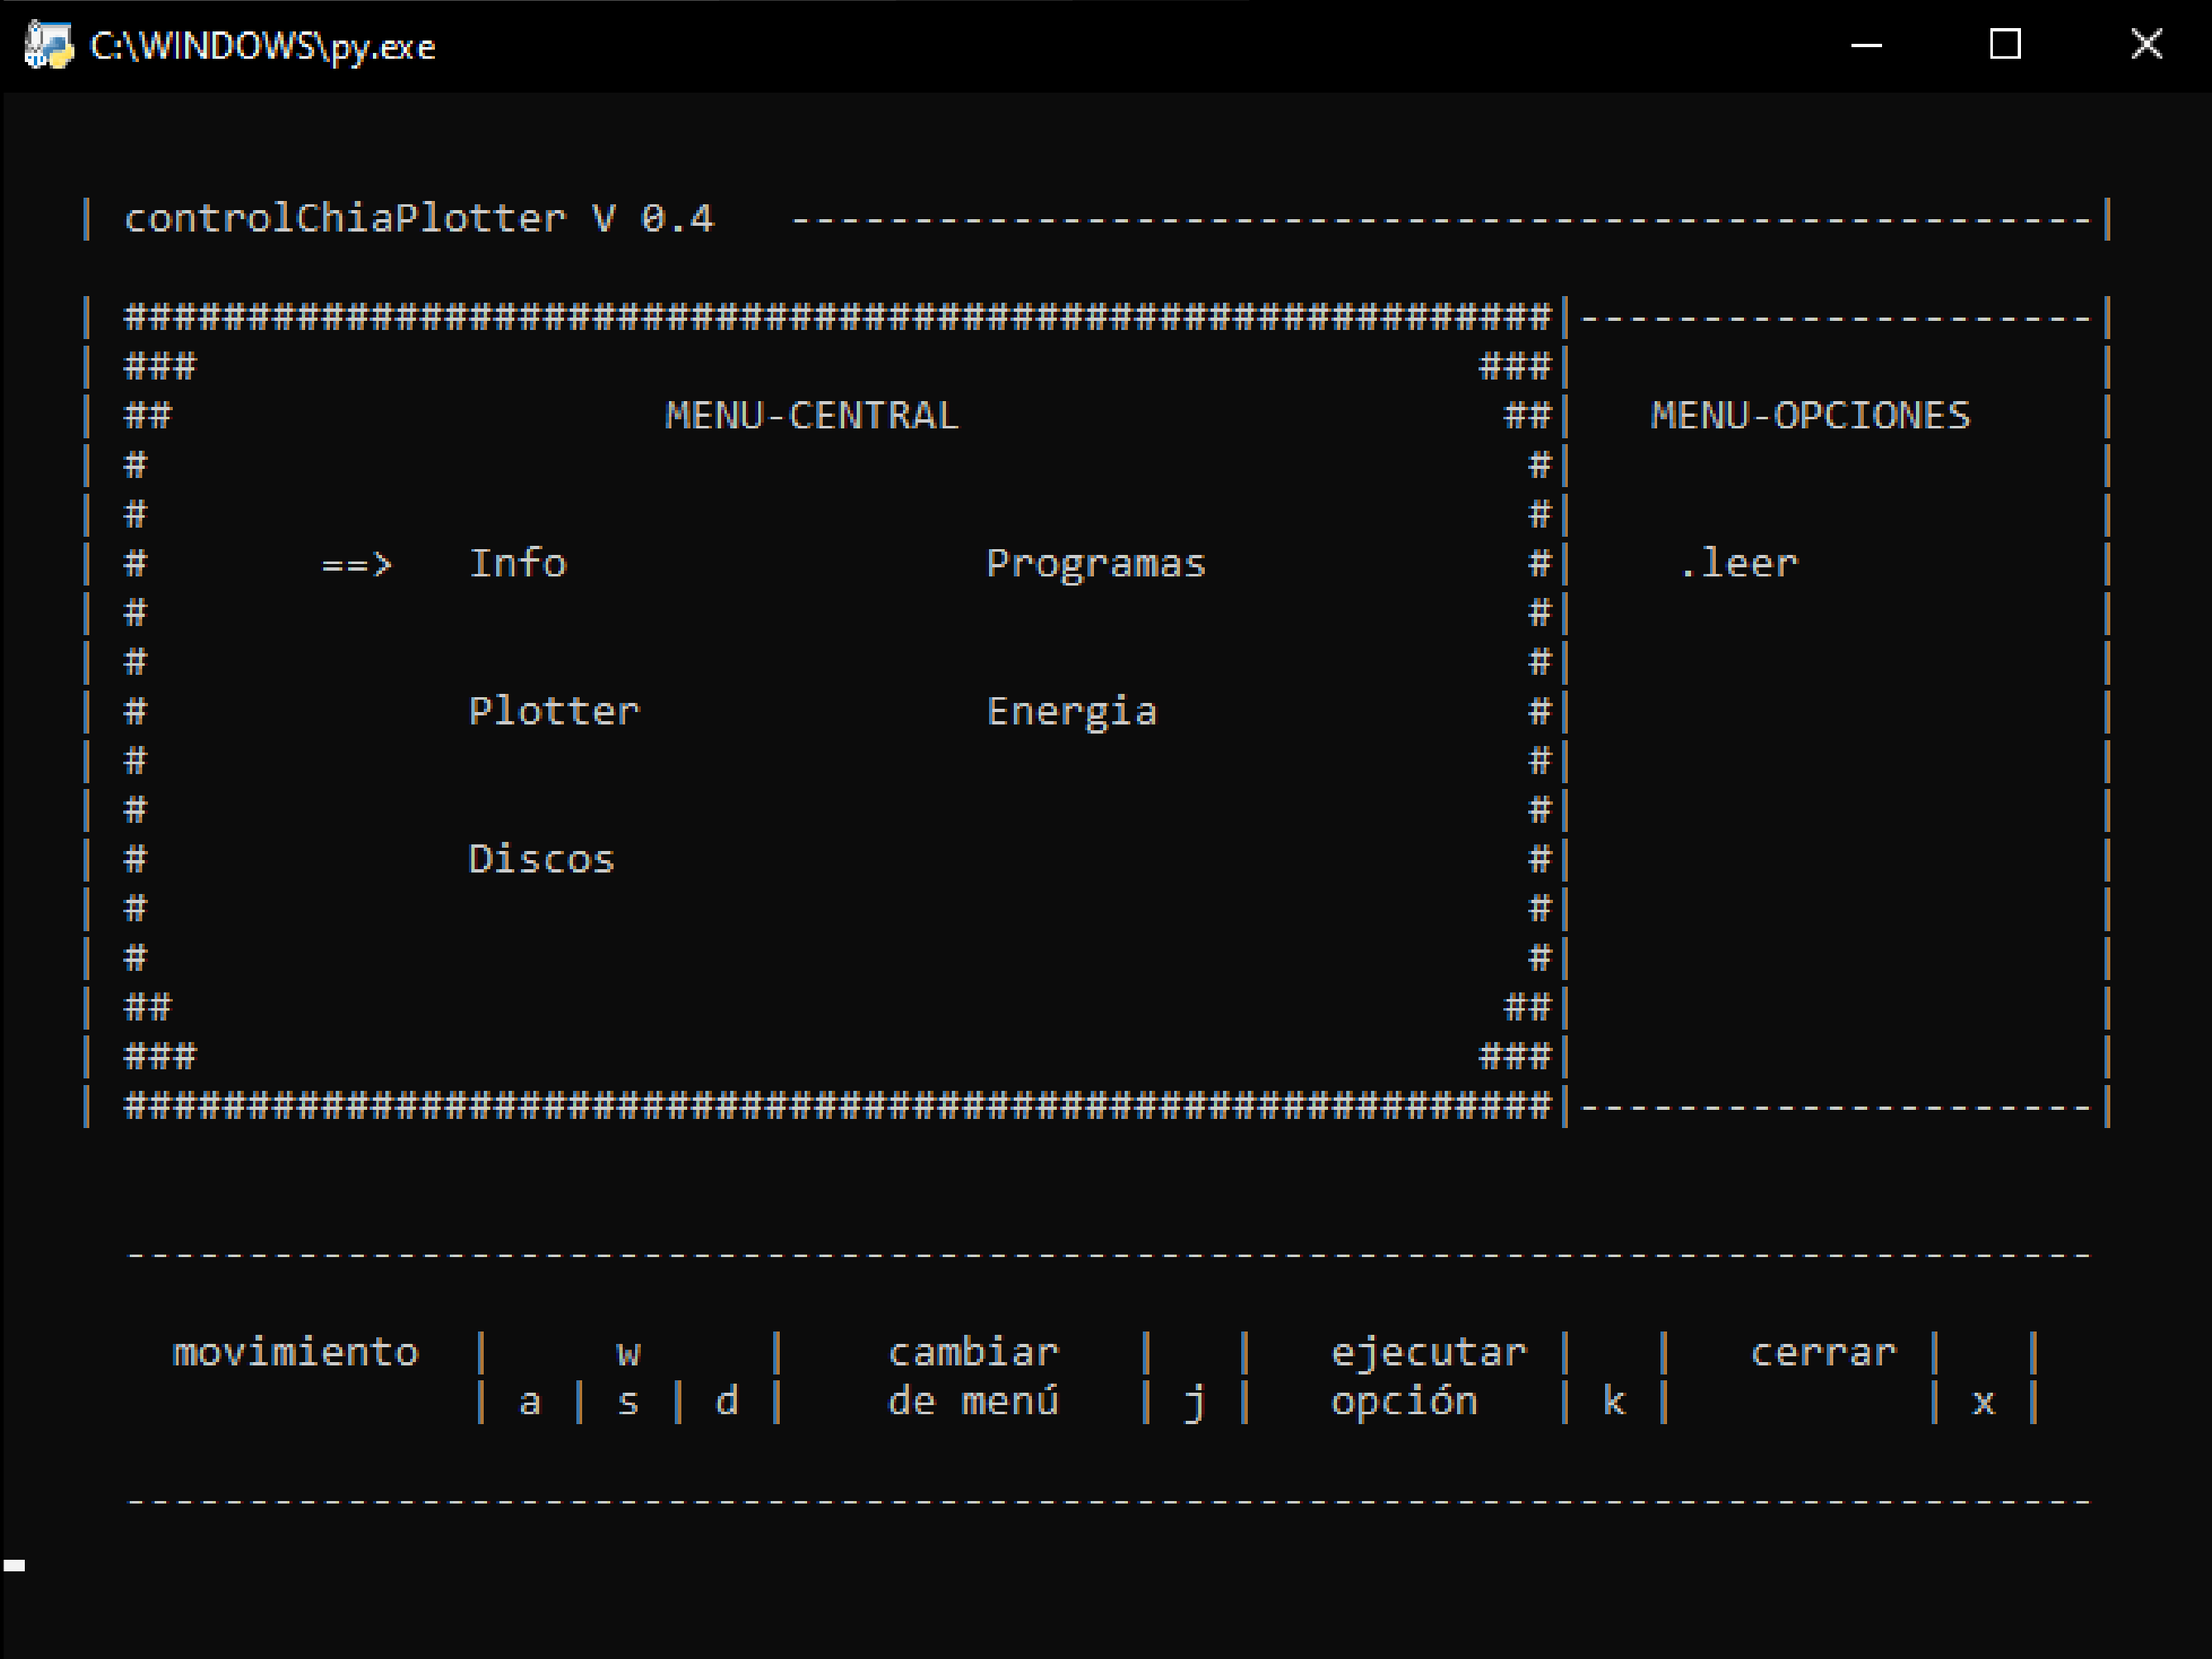 C:\WINDOWS\py.exe
| controlChiaPlotter V 0.4 -----------------------------------------------------|
| ##########################################################|---------------------|
| ### ###| |
| ## MENU-CENTRAL ##| MENU-OPCIONES |
| # #| |
| # #| |
| # ==> Info Programas #| .leer |
| # #| |
| # #| |
| # Plotter Energia #| |
| # #| |
| # #| |
| # Discos #| |
| # #| |
| # #| |
| ## ##| |
| ### ###| |
| ##########################################################|---------------------|
--------------------------------------------------------------------------------
movimiento | w | cambiar | | ejecutar | | cerrar | |
| a | s | d | de menú | j | opción | k | | x |
--------------------------------------------------------------------------------